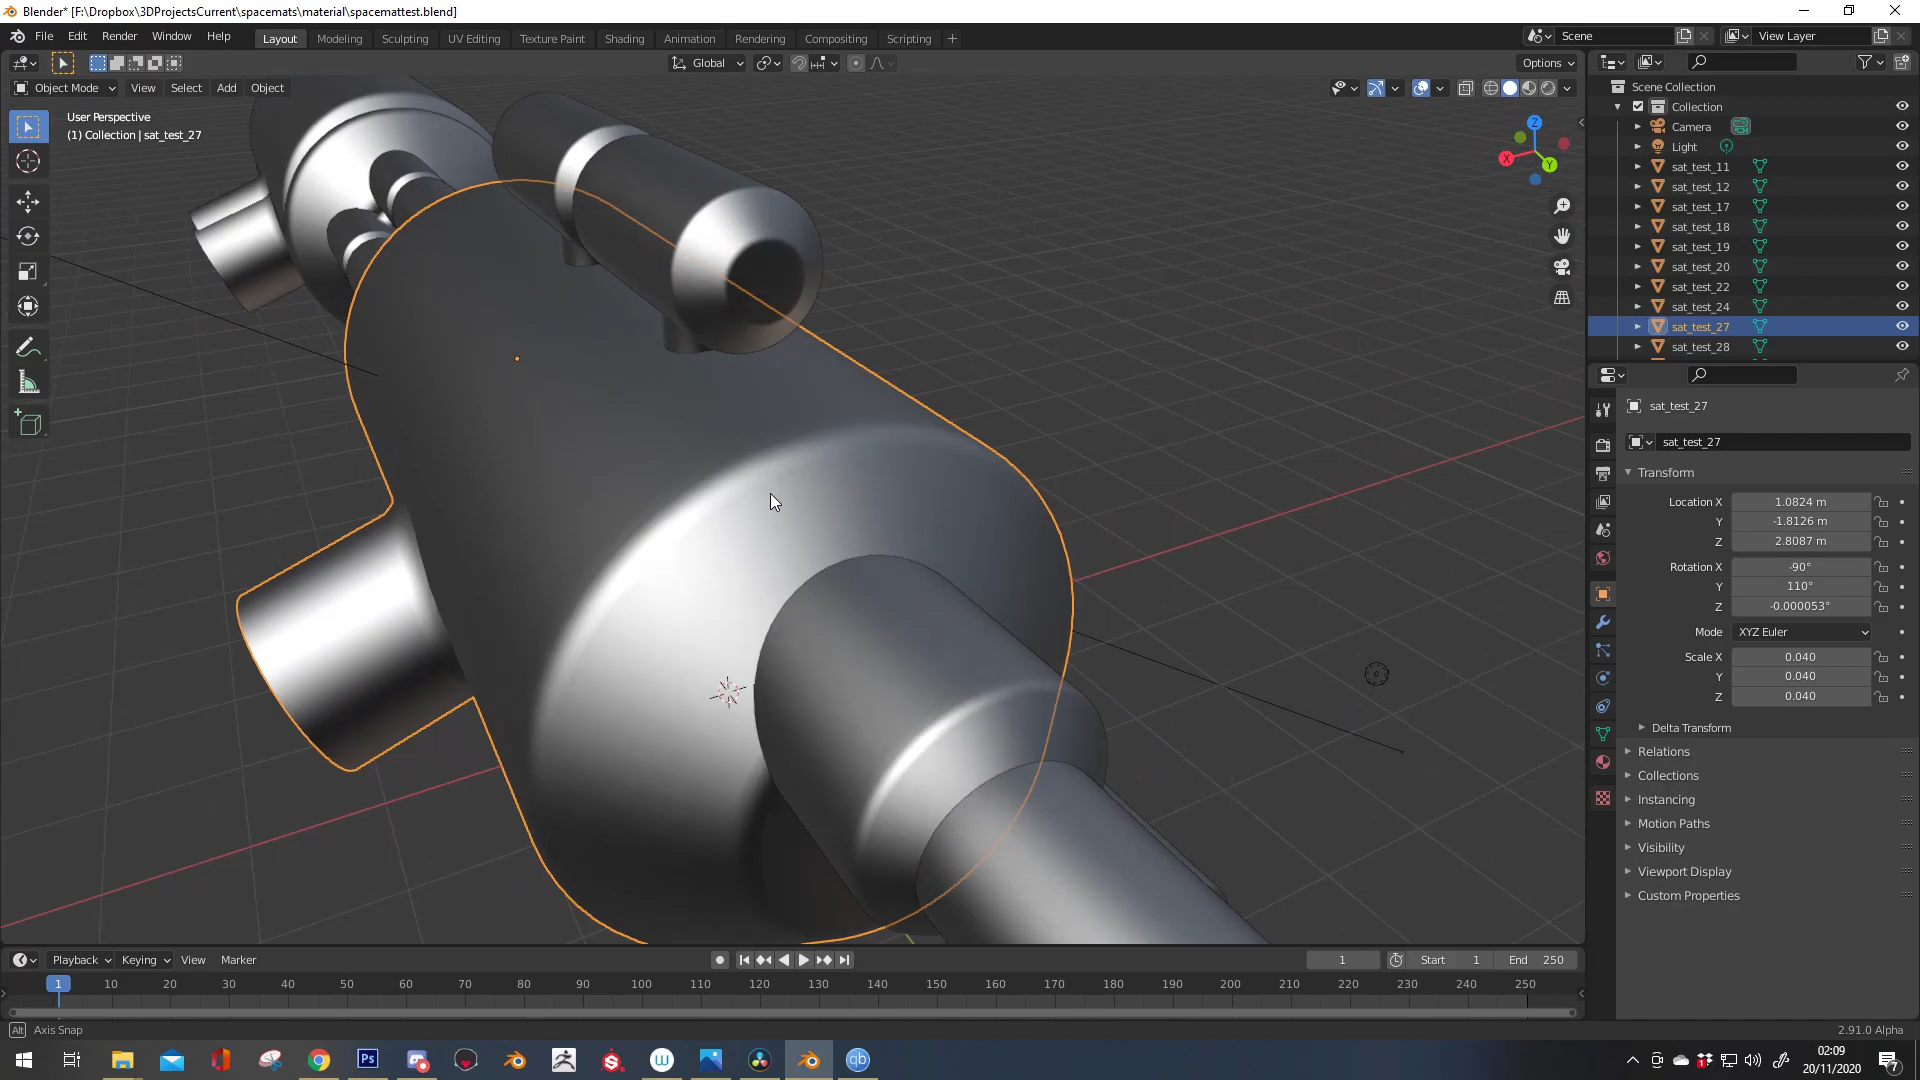 Blender* [F:\Dropbox\3DProjectsCurrent\spacemats\material\spacemattest.blend]
File Edit Render Window Help
Layout Modeling Sculpting UV Editing Texture Paint Shading Animation Rendering Compositing Scripting +
Scene
View Layer
Global
Options
Object Mode View Select Add Object
User Perspective
(1) Collection | sat_test_27
Z
X
Y
Scene Collection
Collection
Camera
Light
sat_test_11
sat_test_12
sat_test_17
sat_test_18
sat_test_19
sat_test_20
sat_test_22
sat_test_24
sat_test_27
sat_test_28
sat_test_27
sat_test_27
Transform
Location X 1.0824 m
Y -1.8126 m
Z 2.8087 m
Rotation X -90°
Y 110°
Z -0.000053°
Mode XYZ Euler
Scale X 0.040
Y 0.040
Z 0.040
Delta Transform
Relations
Collections
Instancing
Motion Paths
Visibility
Viewport Display
Custom Properties
Playback Keying View Marker
1 Start 1 End 250
1 10 20 30 40 50 60 70 80 90 100 110 120 130 140 150 160 170 180 190 200 210 220 230 240 250
Alt Axis Snap
2.91.0 Alpha
Ps
W
qb
02:09
20/11/2020
7